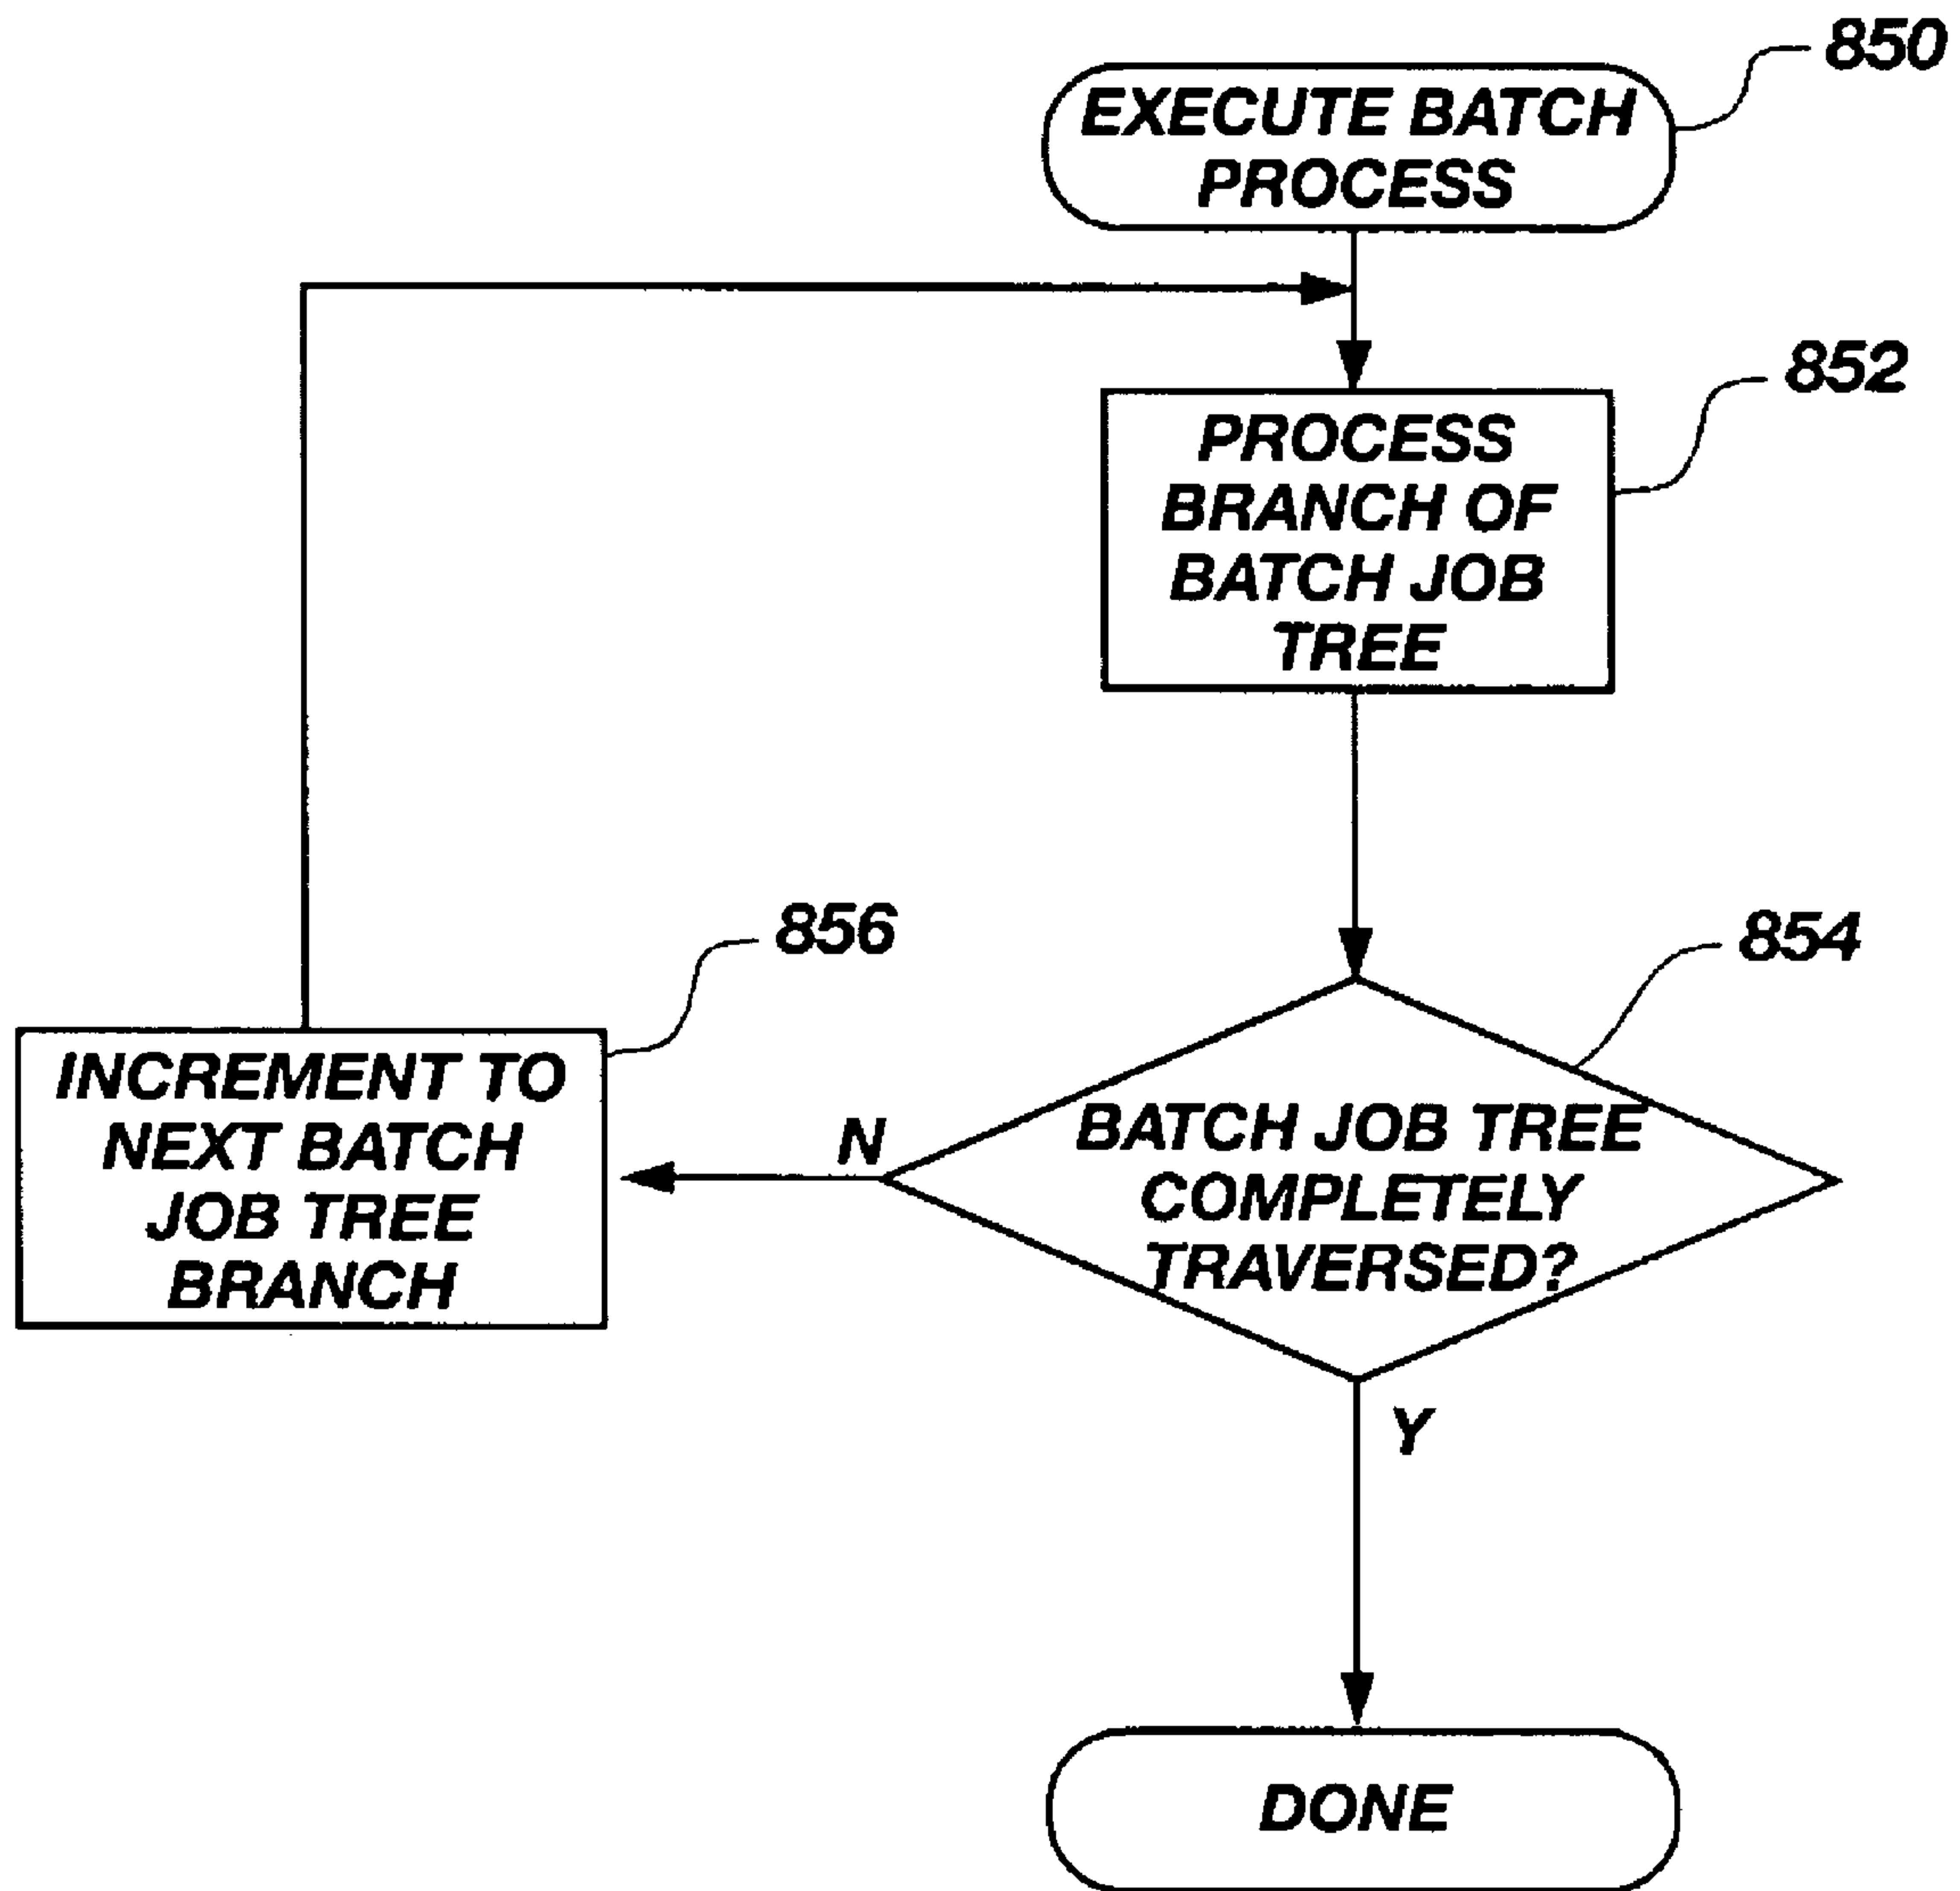 850
EXECUTE BATCH
PROCESS
852
PROCESS
BRANCH OF
BATCH JOB
TREE
856
854
INCREMENT TO
NEXT BATCH
JOB TREE
BRANCH
N
BATCH JOB TREE
COMPLETELY
TRAVERSED?
Y
DONE